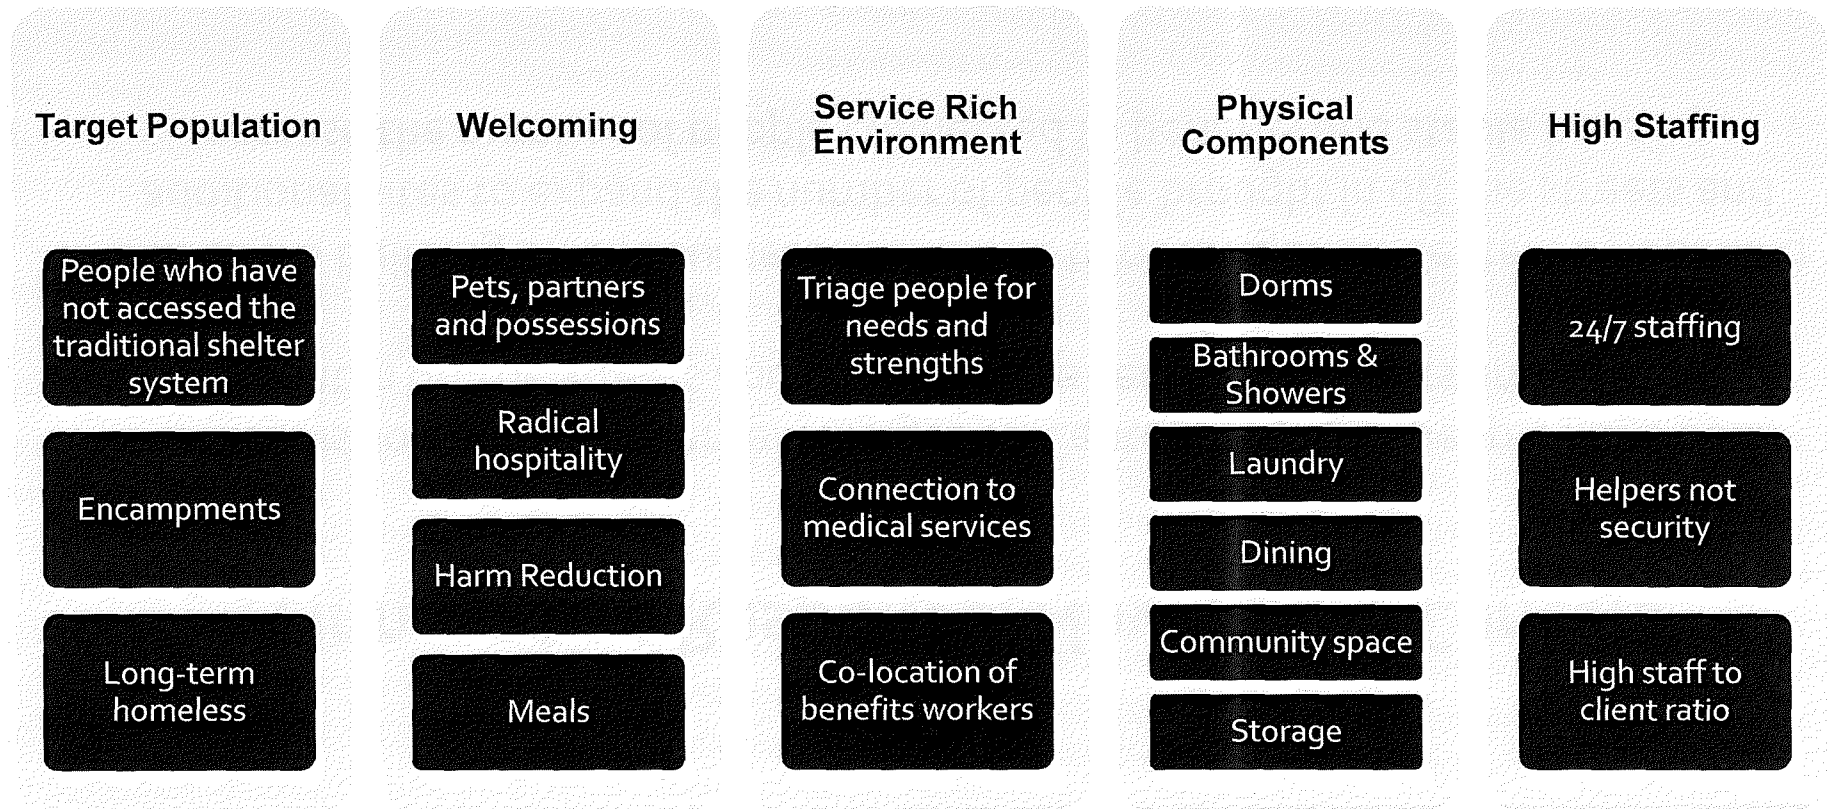 Target Population
People who have
not accessed the
traditional shelter
system
Encampments
Long-term
homeless
Welcoming
Pets, partners
and possessions
Radical
hospitality
Harm Reduction
Meals
Service Rich
Environment
Triage people for
needs and
strengths
Connection to
medical services
Co-location of
benefits workers
Physical
Components
Dorms
Bathrooms &
Showers
Laundry
Dining
Community space
Storage
High Staffing
24/7 staffing
Helpers not
security
High staff to
client ratio